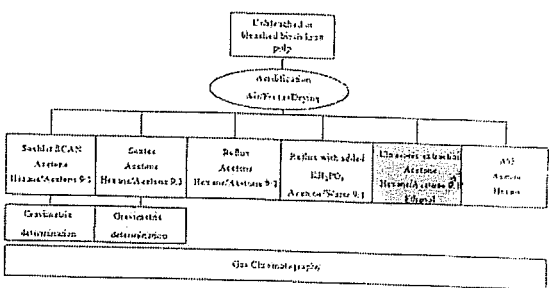 Unbleached or
bleached birch kraft
pulp
Acidification
Air/Freeze Drying
Soxhlet SCAN
Acetone
Hexane/Acetone 9:1
Soxtec
Acetone
Hexane/Acetone 9:1
Reflux
Acetone
Hexane/Acetone 9:1
Reflux with added
KH₂PO₄
Acetone/Water 9:1
Ultrasonic extraction
Acetone
Hexane/Acetone 9:1
Ethanol
Acetone
Hexane
Gravimetric
determination
Gravimetric
determination
Gas Chromatography